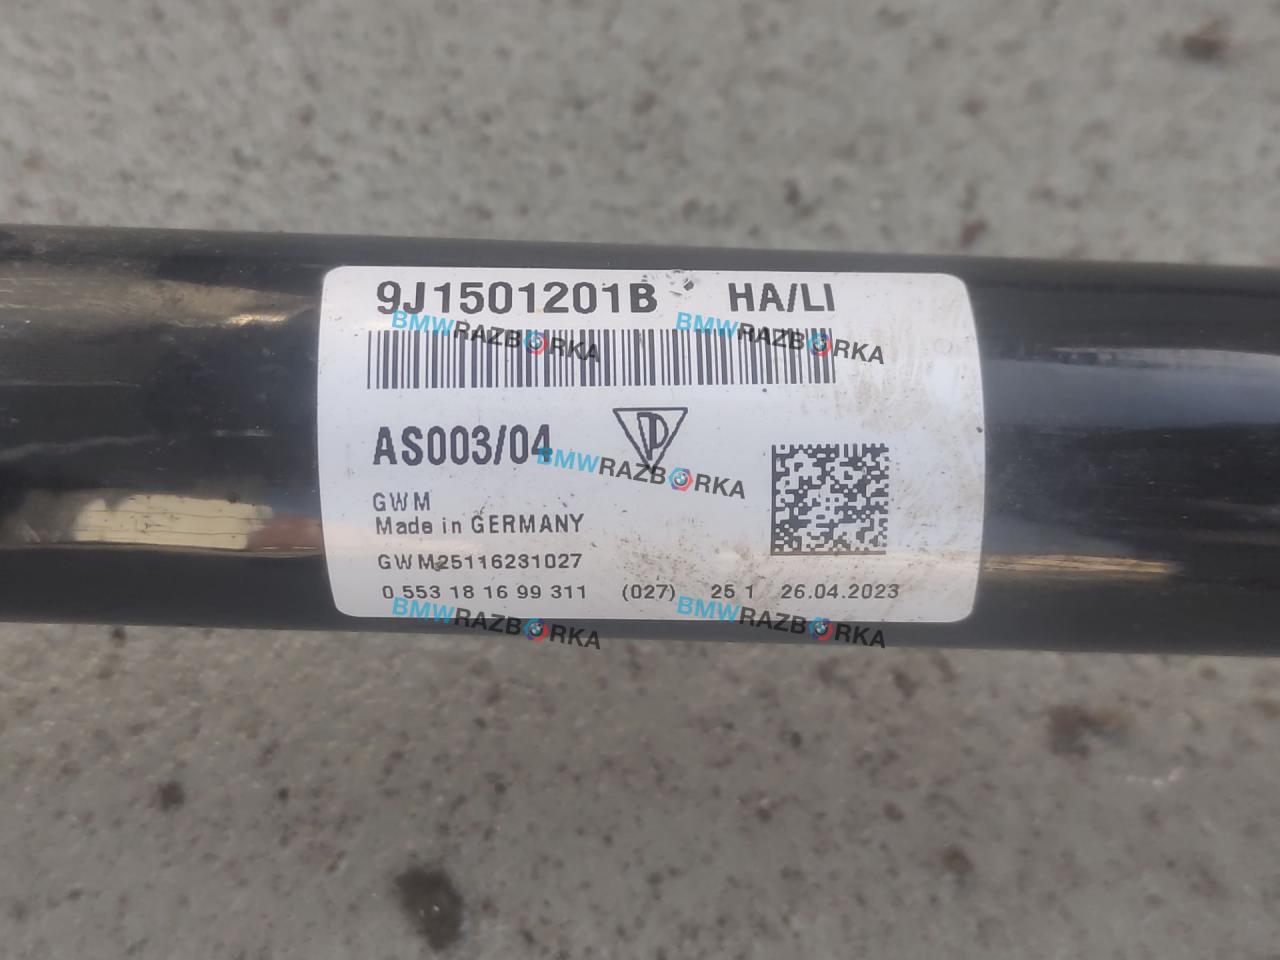 9J1501201B HA/LI
BMWRAZBORKA BMWRAZBORKA
AS003/04
BMWRAZBORKA
GWM
Made in GERMANY
GWM25116231027
0 553 18 16 99 311 (027) 25 1 26.04.2023
BMWRAZBORKA BMWRAZBORKA